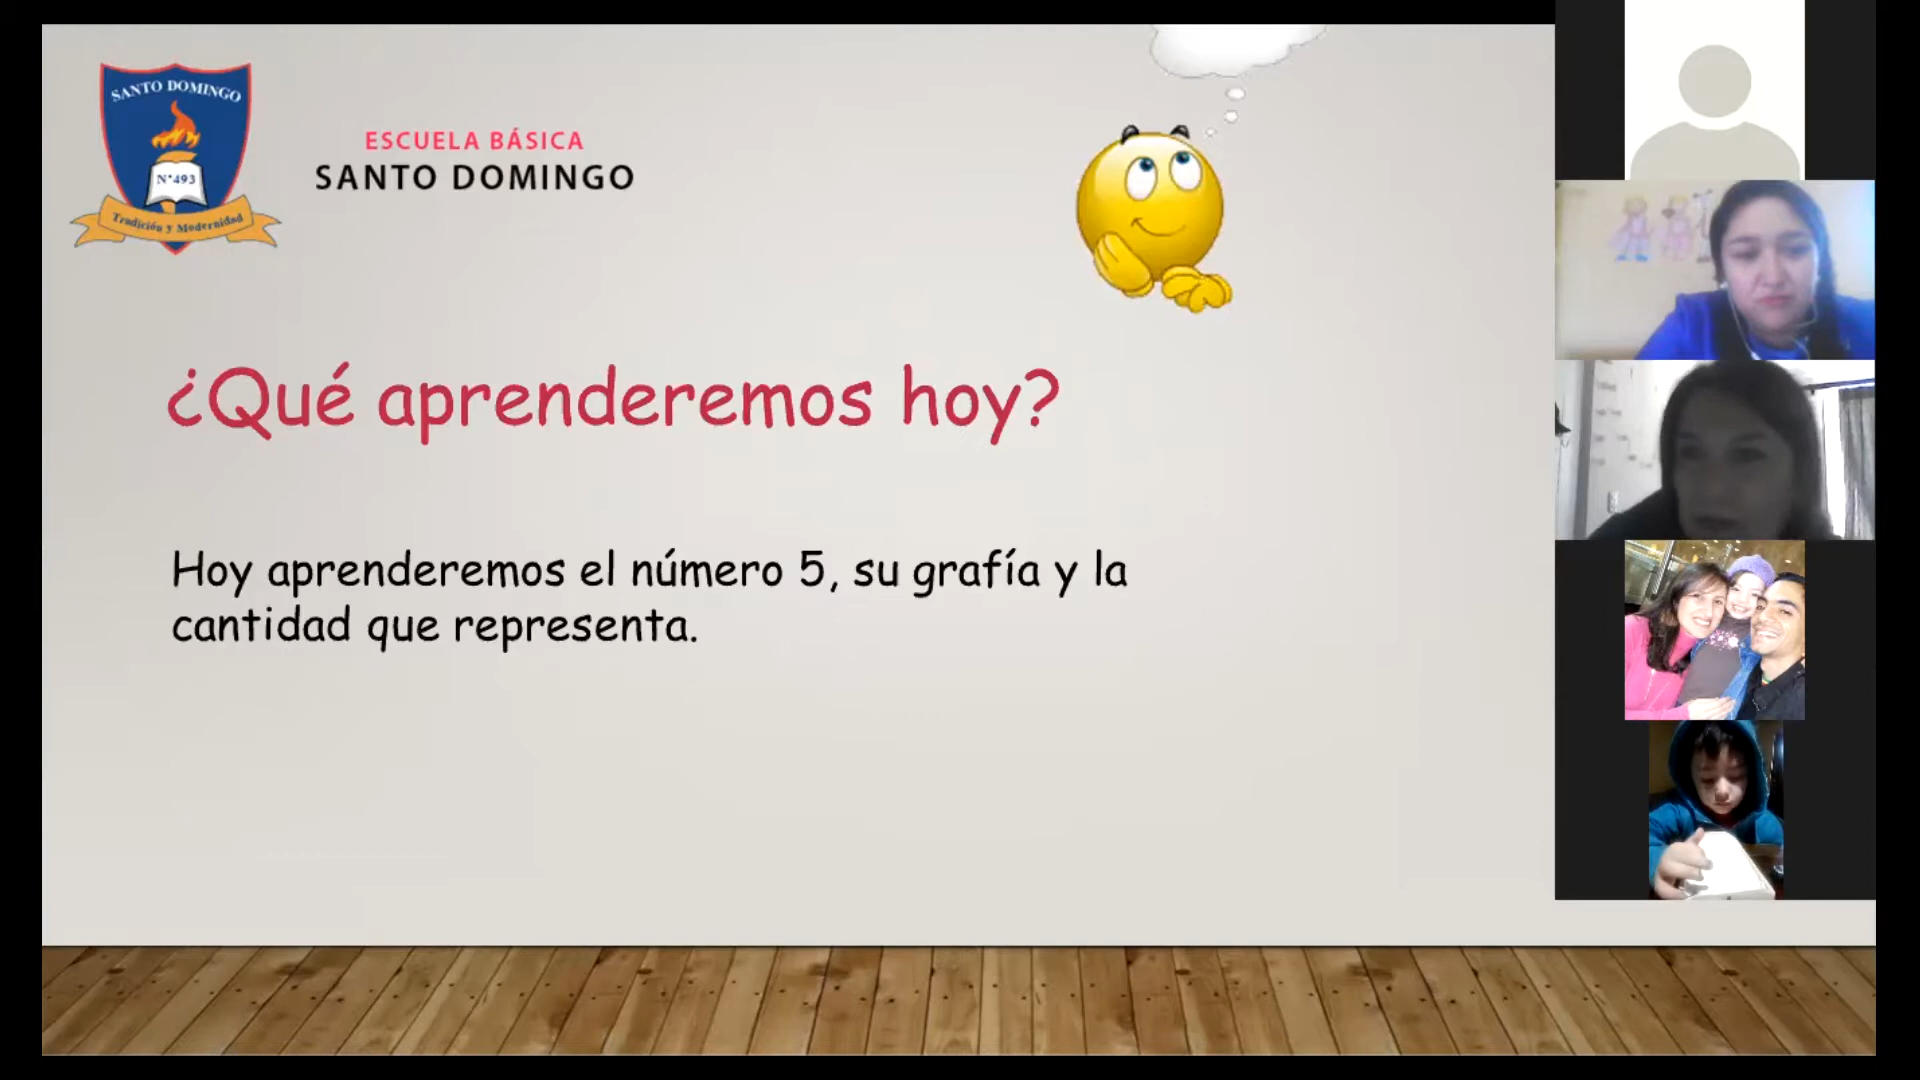 SANTO DOMINGO
N°493
Tradición y Modernidad
ESCUELA BÁSICA
SANTO DOMINGO
¿Qué aprenderemos hoy?
Hoy aprenderemos el número 5, su grafía y la
cantidad que representa.